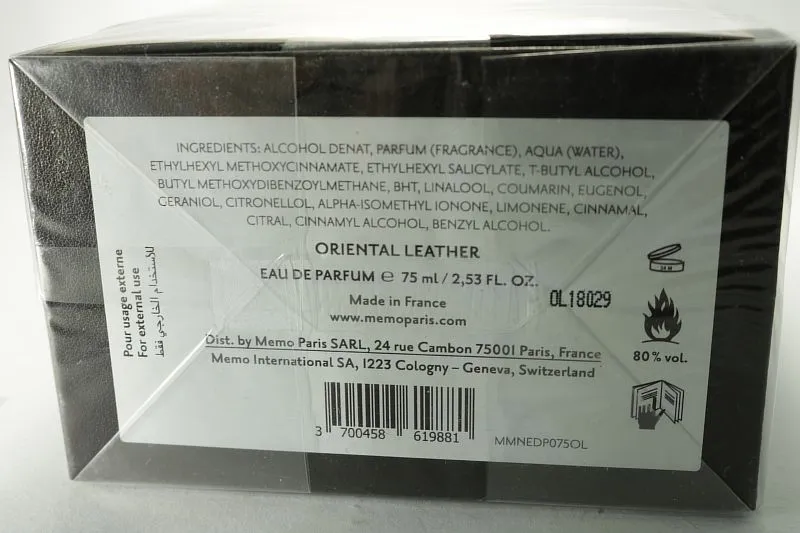 INGREDIENTS: ALCOHOL DENAT, PARFUM (FRAGRANCE), AQUA (WATER),
ETHYLHEXYL METHOXYCINNAMATE, ETHYLHEXYL SALICYLATE, T-BUTYL ALCOHOL,
BUTYL METHOXYDIBENZOYLMETHANE, BHT, LINALOOL, COUMARIN, EUGENOL,
GERANIOL, CITRONELLOL, ALPHA-ISOMETHYL IONONE, LIMONENE, CINNAMAL,
CITRAL, CINNAMYL ALCOHOL, BENZYL ALCOHOL.
ORIENTAL LEATHER
EAU DE PARFUM ℮ 75 ml / 2,53 FL. OZ.
Made in France
www.memoparis.com
OL18029
Dist. by Memo Paris SARL, 24 rue Cambon 75001 Paris, France
Memo International SA, 1223 Cologny – Geneva, Switzerland
3 700458 619881
MMNEDP075OL
Pour usage externe
For external use
للاستخدام الخارجي فقط
24 M
80% vol.